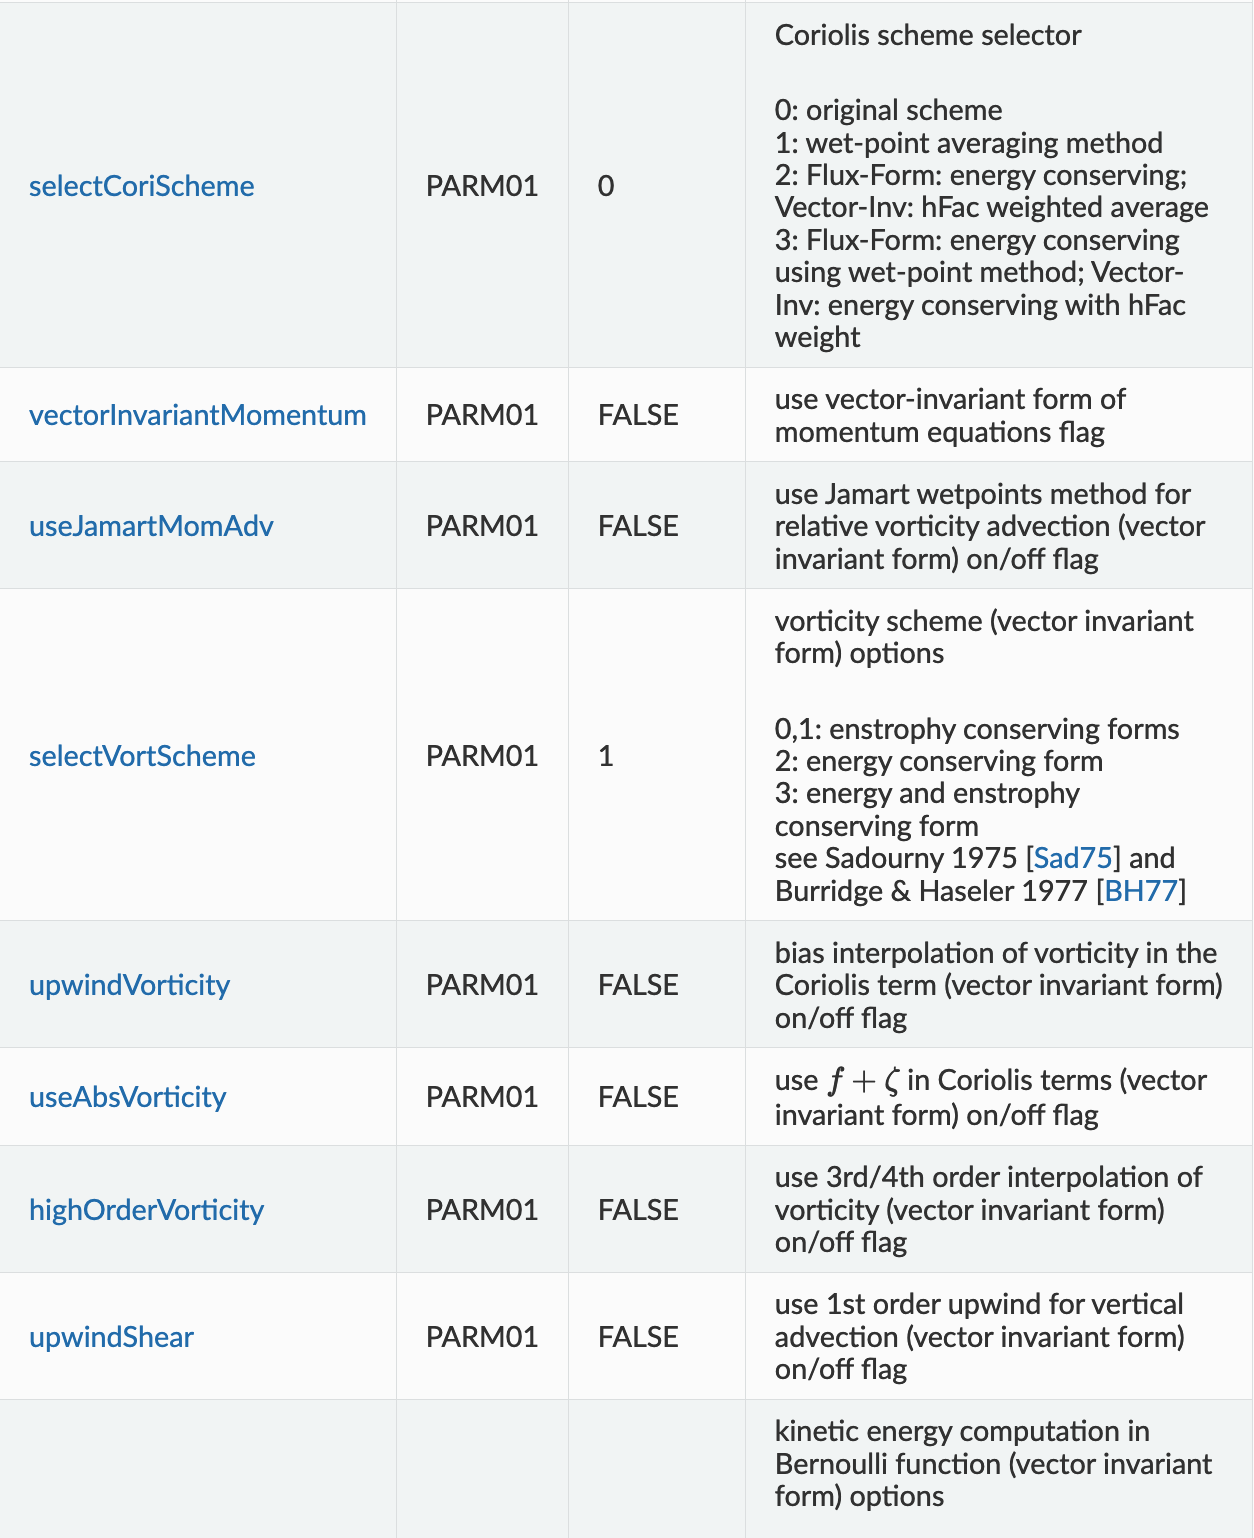 Coriolis scheme selector
0: original scheme
1: wet-point averaging method
2: Flux-Form: energy conserving;
Vector-Inv: hFac weighted average
3: Flux-Form: energy conserving
using wet-point method; Vector-
Inv: energy conserving with hFac
weight
selectCoriScheme PARM01 0
vectorInvariantMomentum PARM01 FALSE
use vector-invariant form of
momentum equations flag
useJamartMomAdv PARM01 FALSE
use Jamart wetpoints method for
relative vorticity advection (vector
invariant form) on/off flag
selectVortScheme PARM01 1
vorticity scheme (vector invariant
form) options
0,1: enstrophy conserving forms
2: energy conserving form
3: energy and enstrophy
conserving form
see Sadourny 1975 [Sad75] and
Burridge & Haseler 1977 [BH77]
upwindVorticity PARM01 FALSE
bias interpolation of vorticity in the
Coriolis term (vector invariant form)
on/off flag
useAbsVorticity PARM01 FALSE
use f + ζ in Coriolis terms (vector
invariant form) on/off flag
highOrderVorticity PARM01 FALSE
use 3rd/4th order interpolation of
vorticity (vector invariant form)
on/off flag
upwindShear PARM01 FALSE
use 1st order upwind for vertical
advection (vector invariant form)
on/off flag
kinetic energy computation in
Bernoulli function (vector invariant
form) options